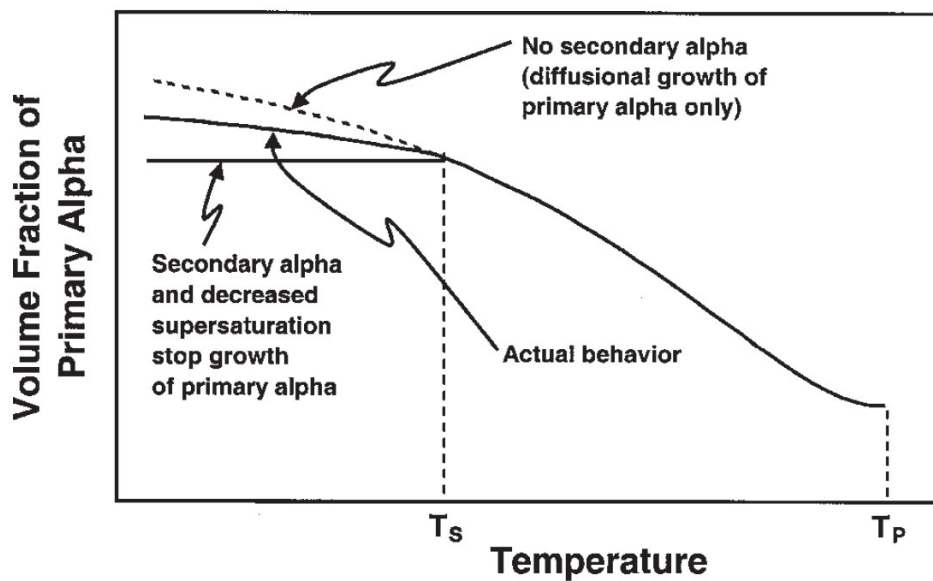 No secondary alpha
(diffusional growth of
primary alpha only)
Volume Fraction of
Primary Alpha
Secondary alpha
and decreased
supersaturation
stop growth
of primary alpha
Actual behavior
T_S
T_P
Temperature